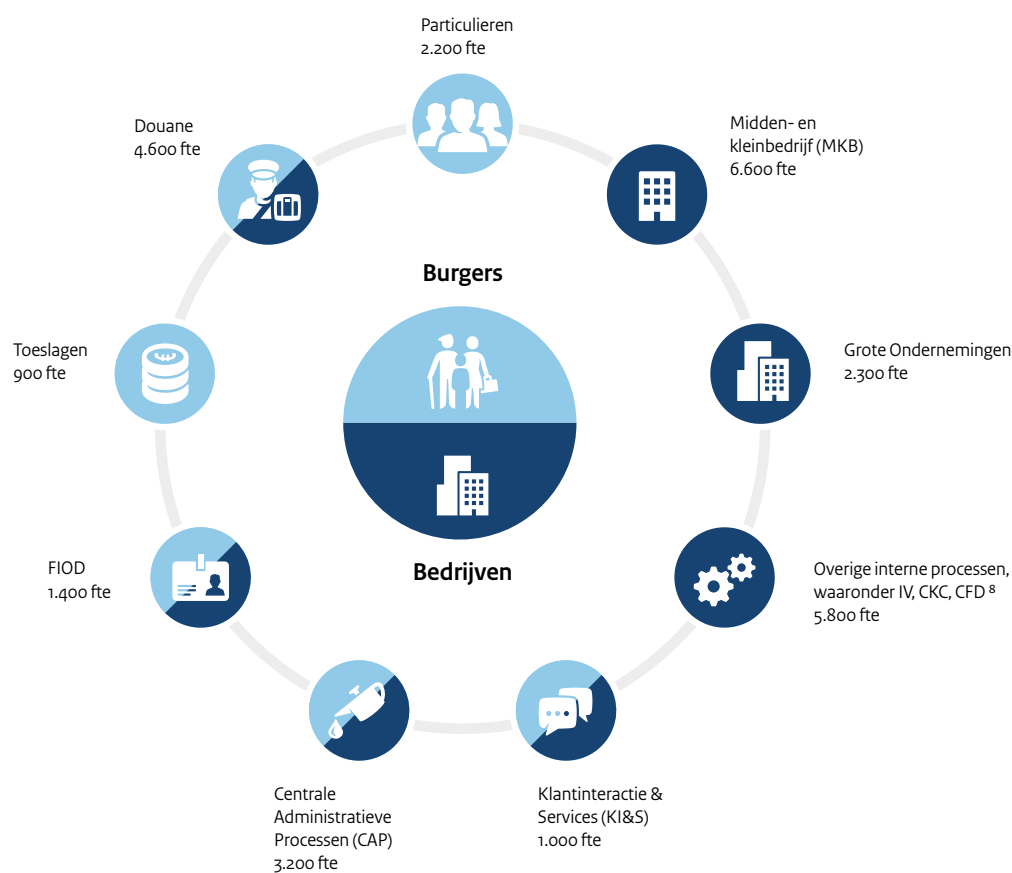 Particulieren
2.200 fte
Midden- en
kleinbedrijf (MKB)
6.600 fte
Douane
4.600 fte
Burgers
Toeslagen
900 fte
Grote Ondernemingen
2.300 fte
FIOD
1.400 fte
Bedrijven
Overige interne processen,
waaronder IV, CKC, CFD ⁸
5.800 fte
Centrale
Administratieve
Processen (CAP)
3.200 fte
Klantinteractie &
Services (KI&S)
1.000 fte